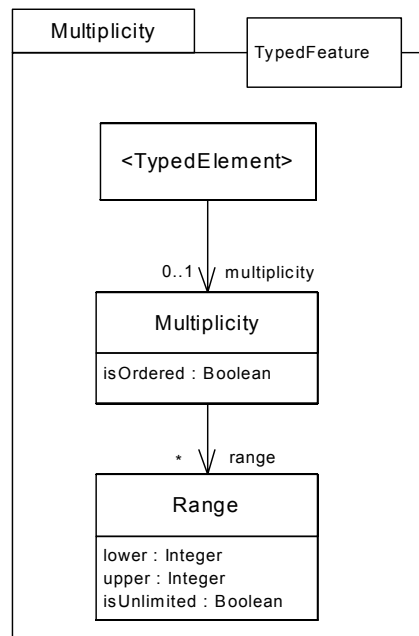 Multiplicity
TypedFeature
<TypedElement>
0..1 multiplicity
Multiplicity
isOrdered : Boolean
* range
Range
lower : Integer
upper : Integer
isUnlimited : Boolean